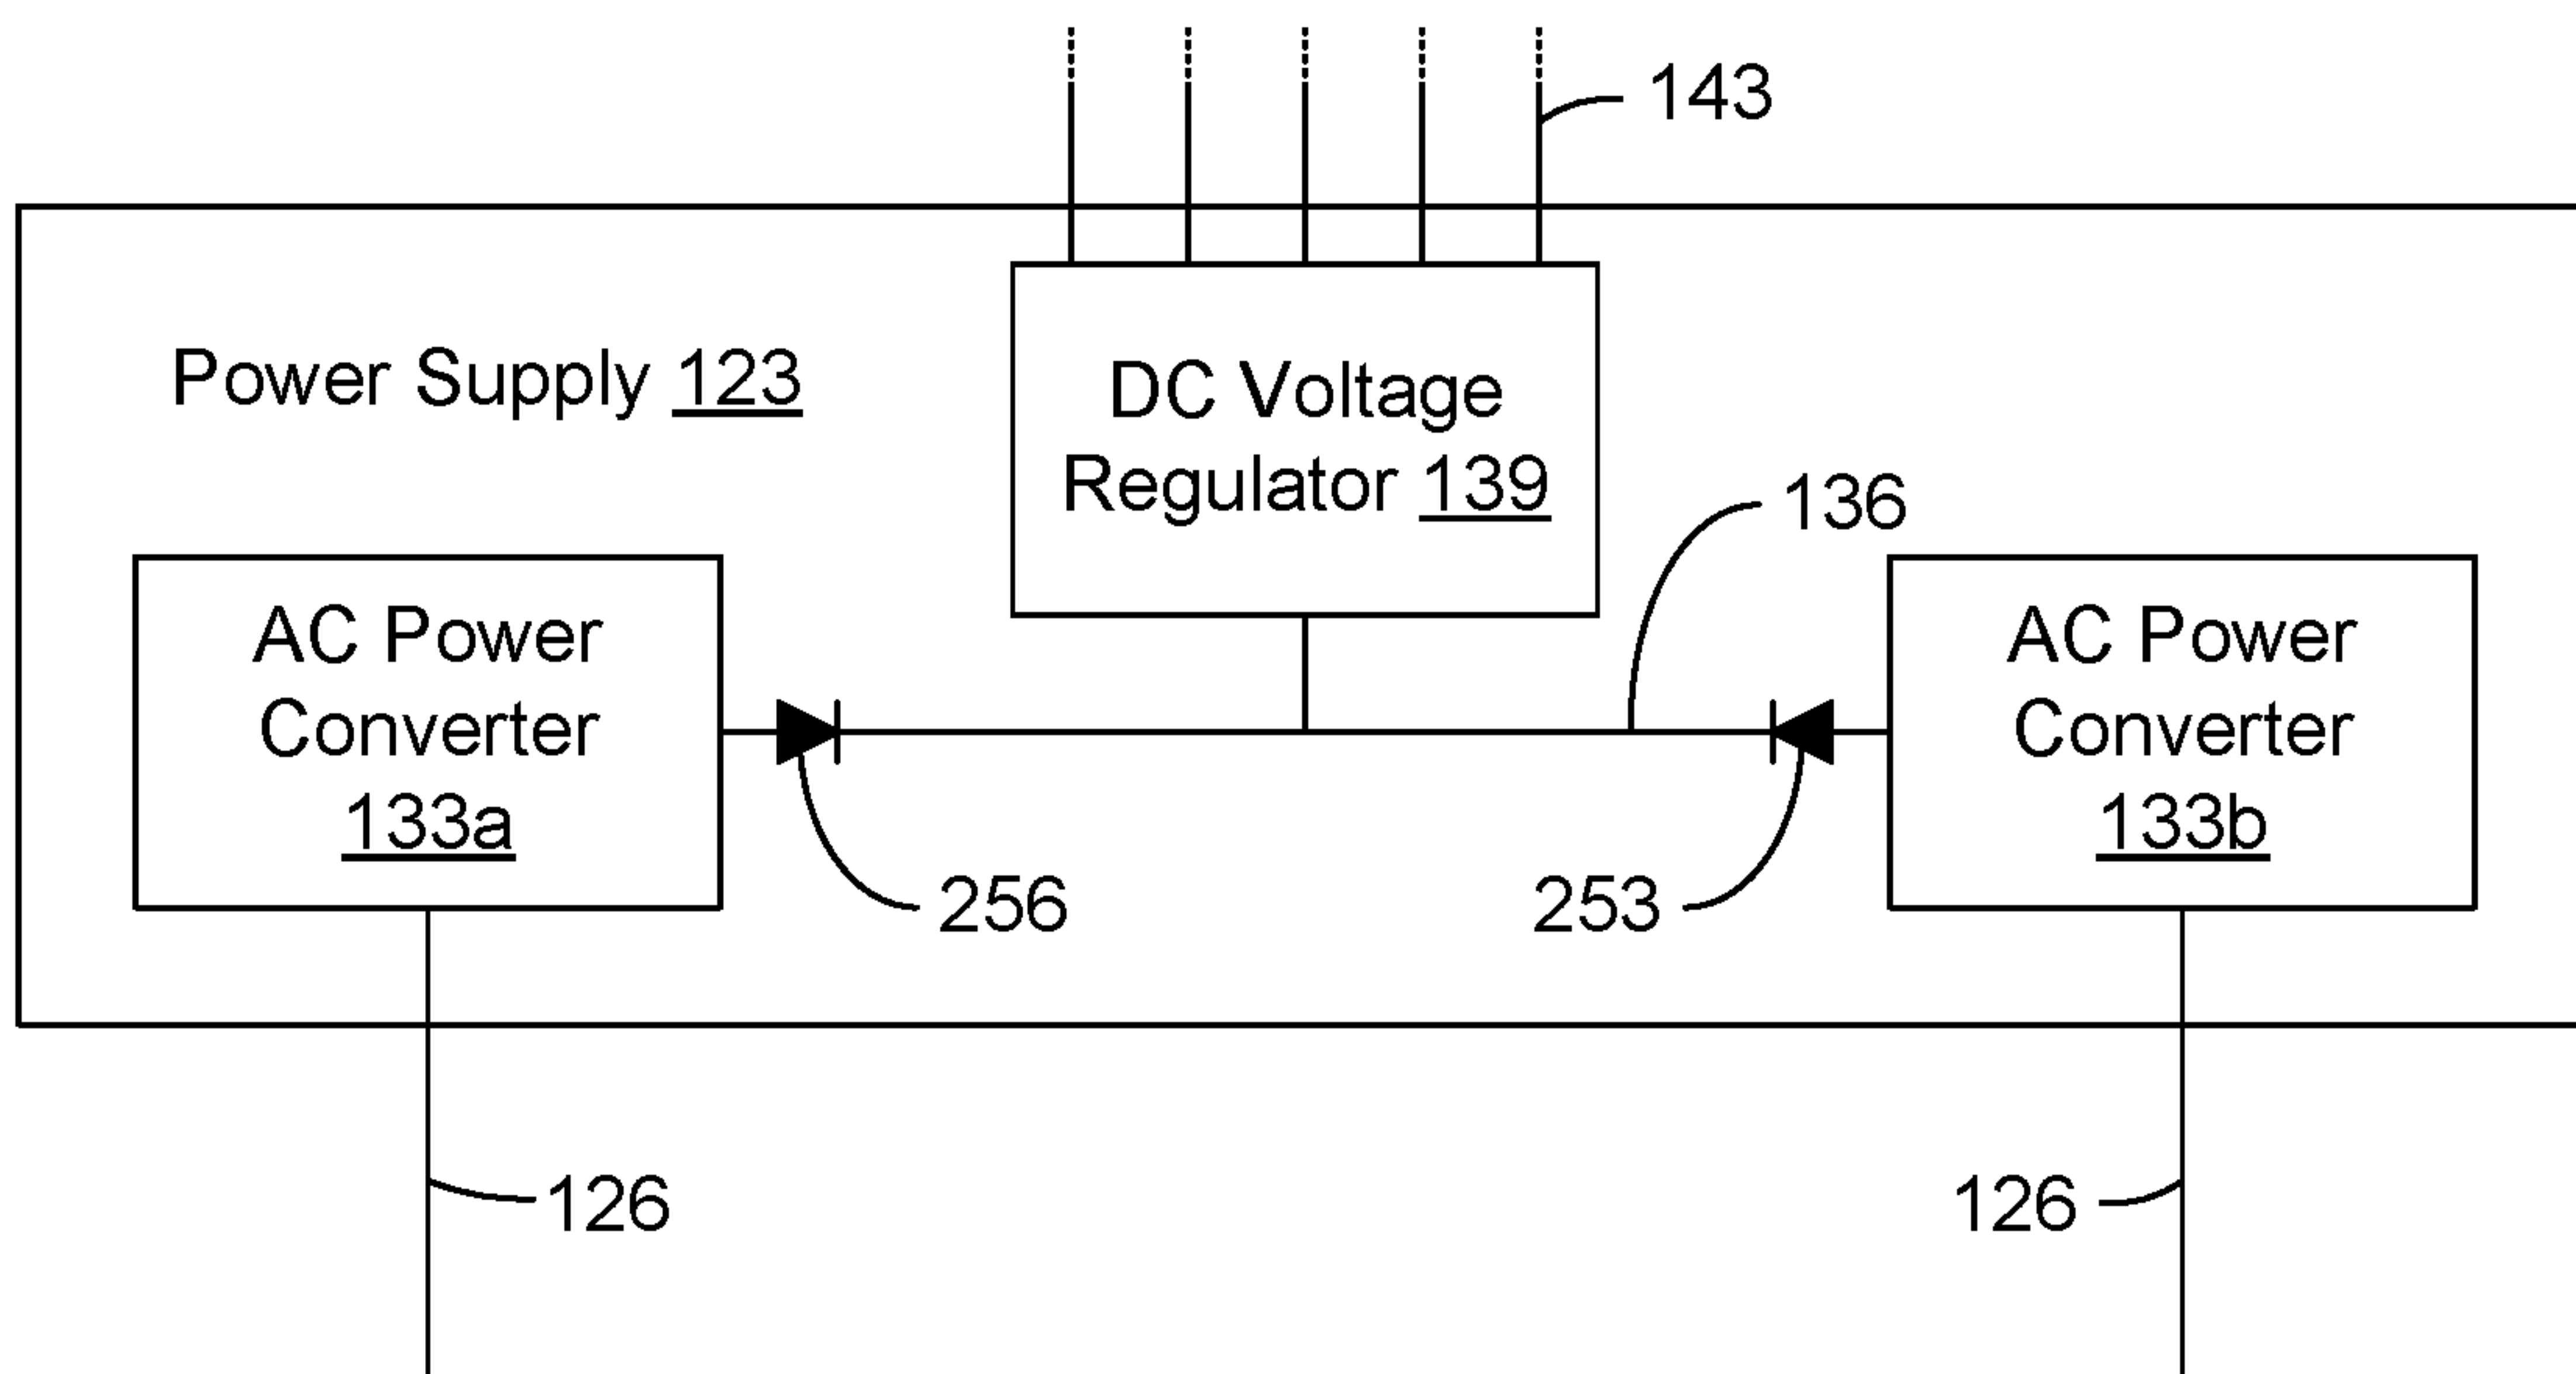 143
Power Supply 123
DC Voltage
Regulator 139
136
AC Power
Converter
133a
AC Power
Converter
133b
256
253
126
126